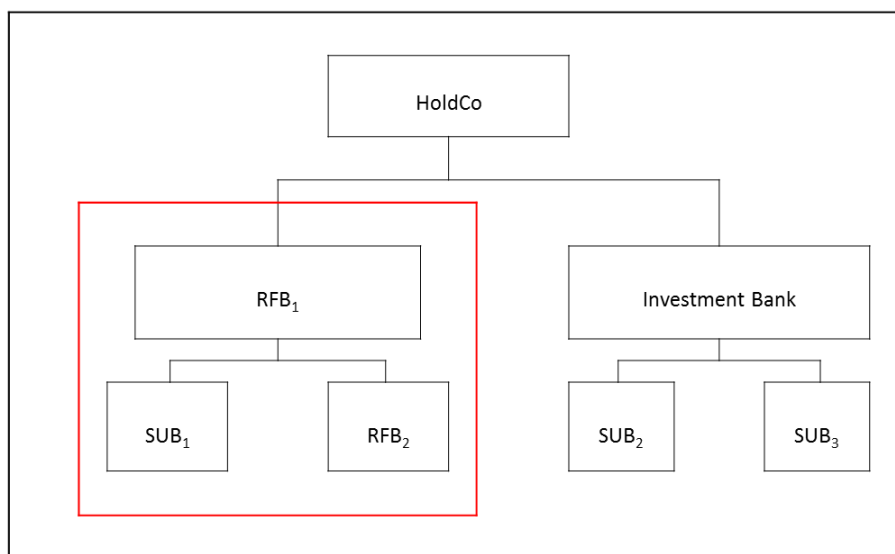 HoldCo
RFB₁
Investment Bank
SUB₁
RFB₂
SUB₂
SUB₃